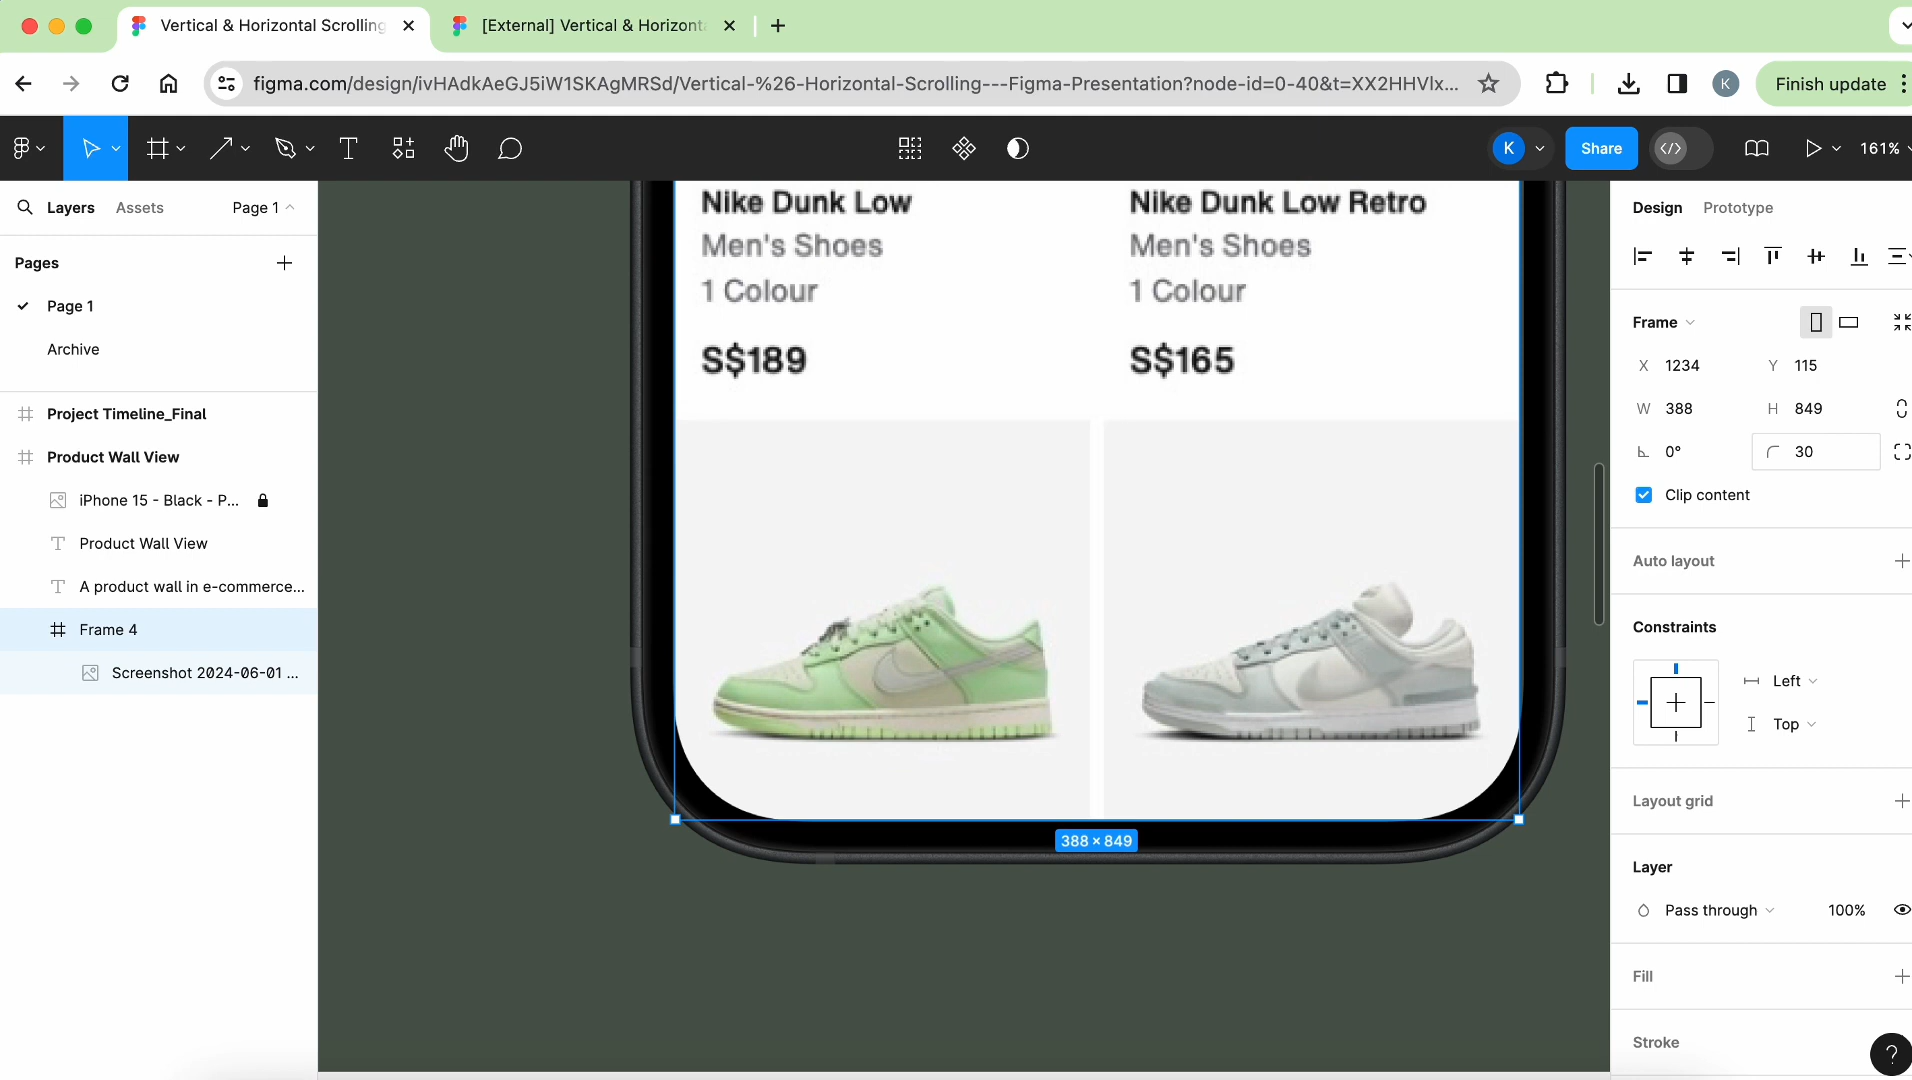 Vertical & Horizontal Scrolling
[External] Vertical & Horizont
figma.com/design/ivHAdkAeGJ5iW1SKAgMRSd/Vertical-%26-Horizontal-Scrolling---Figma-Presentation?node-id=0-40&t=XX2HHVlx...
K
Finish update
K
Share
161%
Layers
Assets
Page 1
Pages
Page 1
Archive
Project Timeline_Final
Product Wall View
iPhone 15 - Black - P...
Product Wall View
A product wall in e-commerce...
Frame 4
Screenshot 2024-06-01 ...
Nike Dunk Low
Men's Shoes
1 Colour
S$189
Nike Dunk Low Retro
Men's Shoes
1 Colour
S$165
388 × 849
Design
Prototype
Frame
X 1234
Y 115
W 388
H 849
0°
30
Clip content
Auto layout
Constraints
Left
Top
Layout grid
Layer
Pass through
100%
Fill
Stroke
?